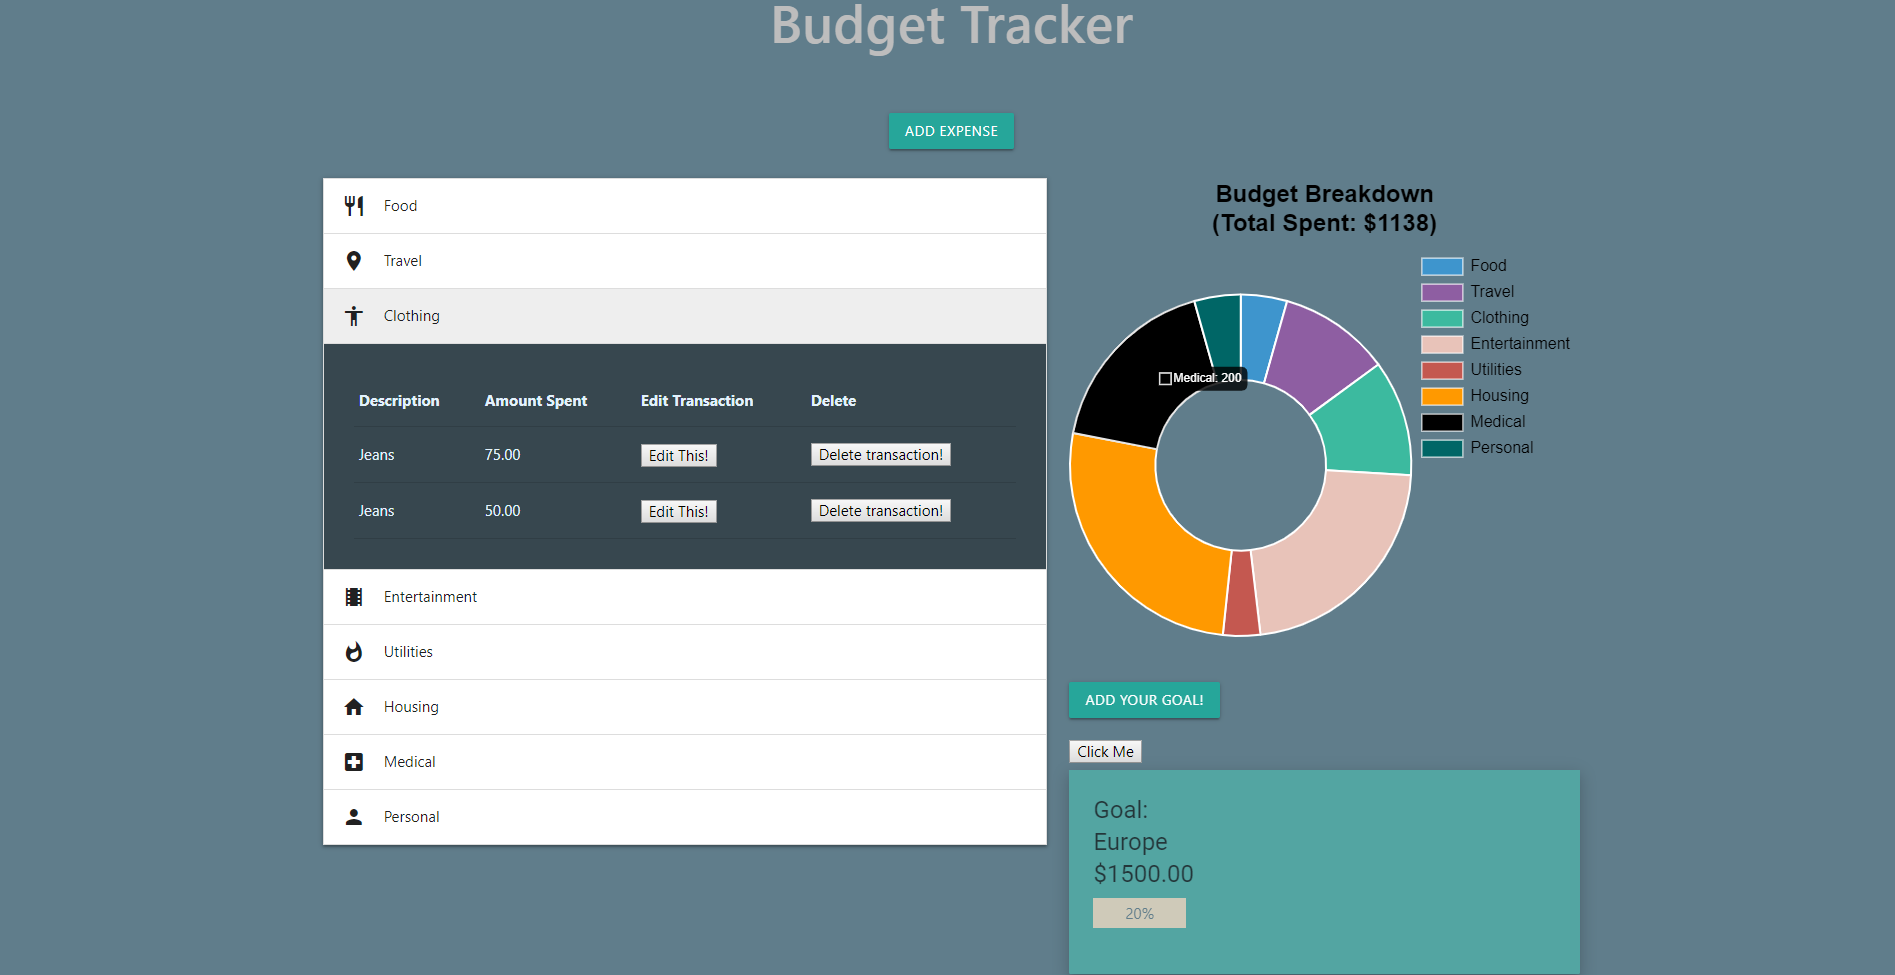 Budget Tracker
ADD EXPENSE
Food
Travel
Clothing
Description Amount Spent Edit Transaction Delete
Jeans 75.00 Edit This! Delete transaction!
Jeans 50.00 Edit This! Delete transaction!
Entertainment
Utilities
Housing
Medical
Personal
Budget Breakdown
(Total Spent: $1138)
Food
Travel
Clothing
Entertainment
Utilities
Housing
Medical
Personal
Medical: 200
ADD YOUR GOAL!
Click Me
Goal:
Europe
$1500.00
20%